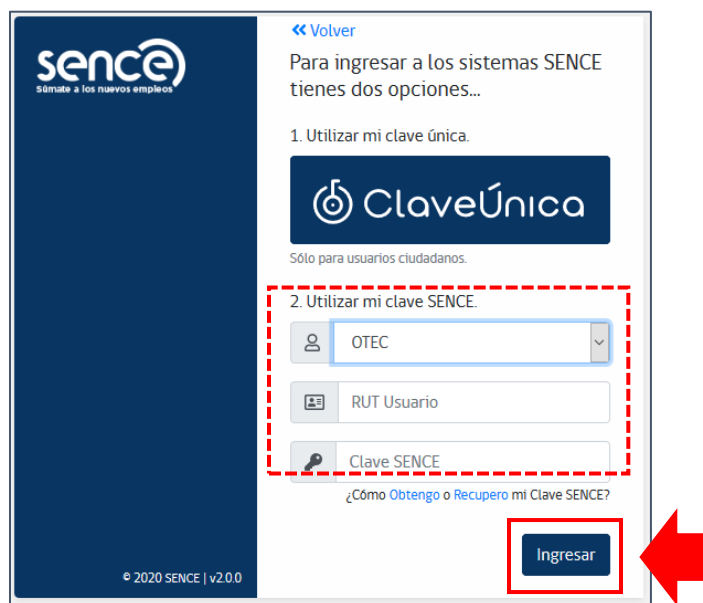 sence
Súmate a los nuevos empleos
Volver
Para ingresar a los sistemas SENCE
tienes dos opciones...
1. Utilizar mi clave única.
ClaveÚnica
Sólo para usuarios ciudadanos.
2. Utilizar mi clave SENCE.
OTEC
RUT Usuario
Clave SENCE
¿Cómo Obtengo o Recupero mi Clave SENCE?
Ingresar
© 2020 SENCE | v2.0.0